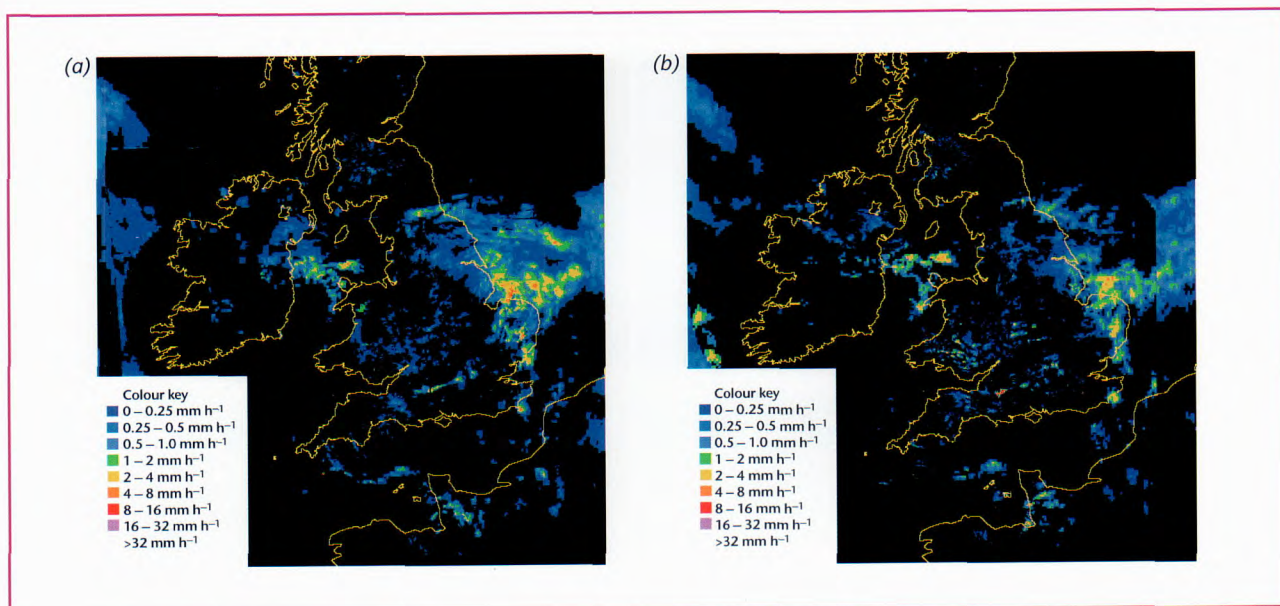 (a)
Colour key
0 – 0.25 mm h⁻¹
0.25 – 0.5 mm h⁻¹
0.5 – 1.0 mm h⁻¹
1 – 2 mm h⁻¹
2 – 4 mm h⁻¹
4 – 8 mm h⁻¹
8 – 16 mm h⁻¹
16 – 32 mm h⁻¹
>32 mm h⁻¹
(b)
Colour key
0 – 0.25 mm h⁻¹
0.25 – 0.5 mm h⁻¹
0.5 – 1.0 mm h⁻¹
1 – 2 mm h⁻¹
2 – 4 mm h⁻¹
4 – 8 mm h⁻¹
8 – 16 mm h⁻¹
16 – 32 mm h⁻¹
>32 mm h⁻¹